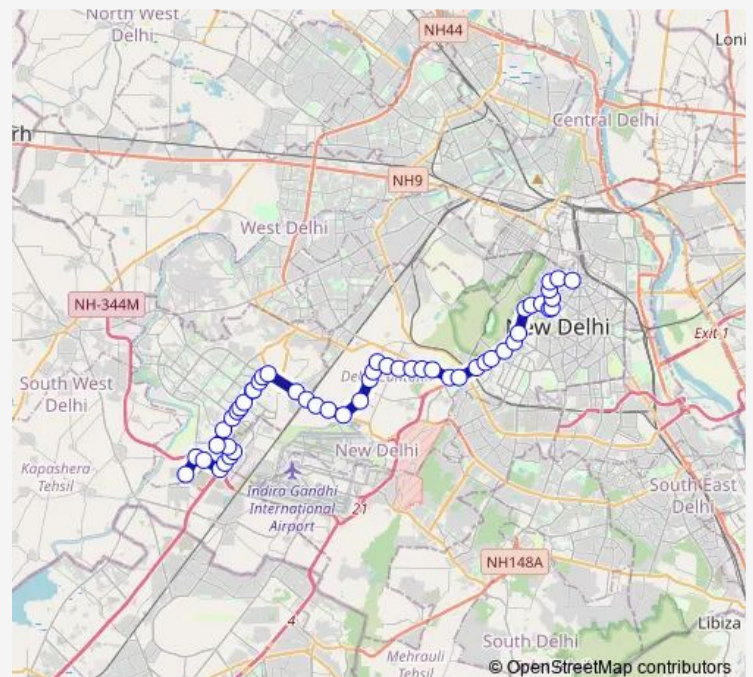 North West
Delhi
NH44
Loni
Central Delhi
rh
NH9
West Delhi
NH-344M
New Delhi
Exit 1
South West
Delhi
New Delhi
Kapashera
Tehsil
Indira Gandhi
International
Airport
21
South East
Delhi
NH148A
4
Libiza
South Delhi
Mehrauli
Tehsil
© OpenStreetMap contributors